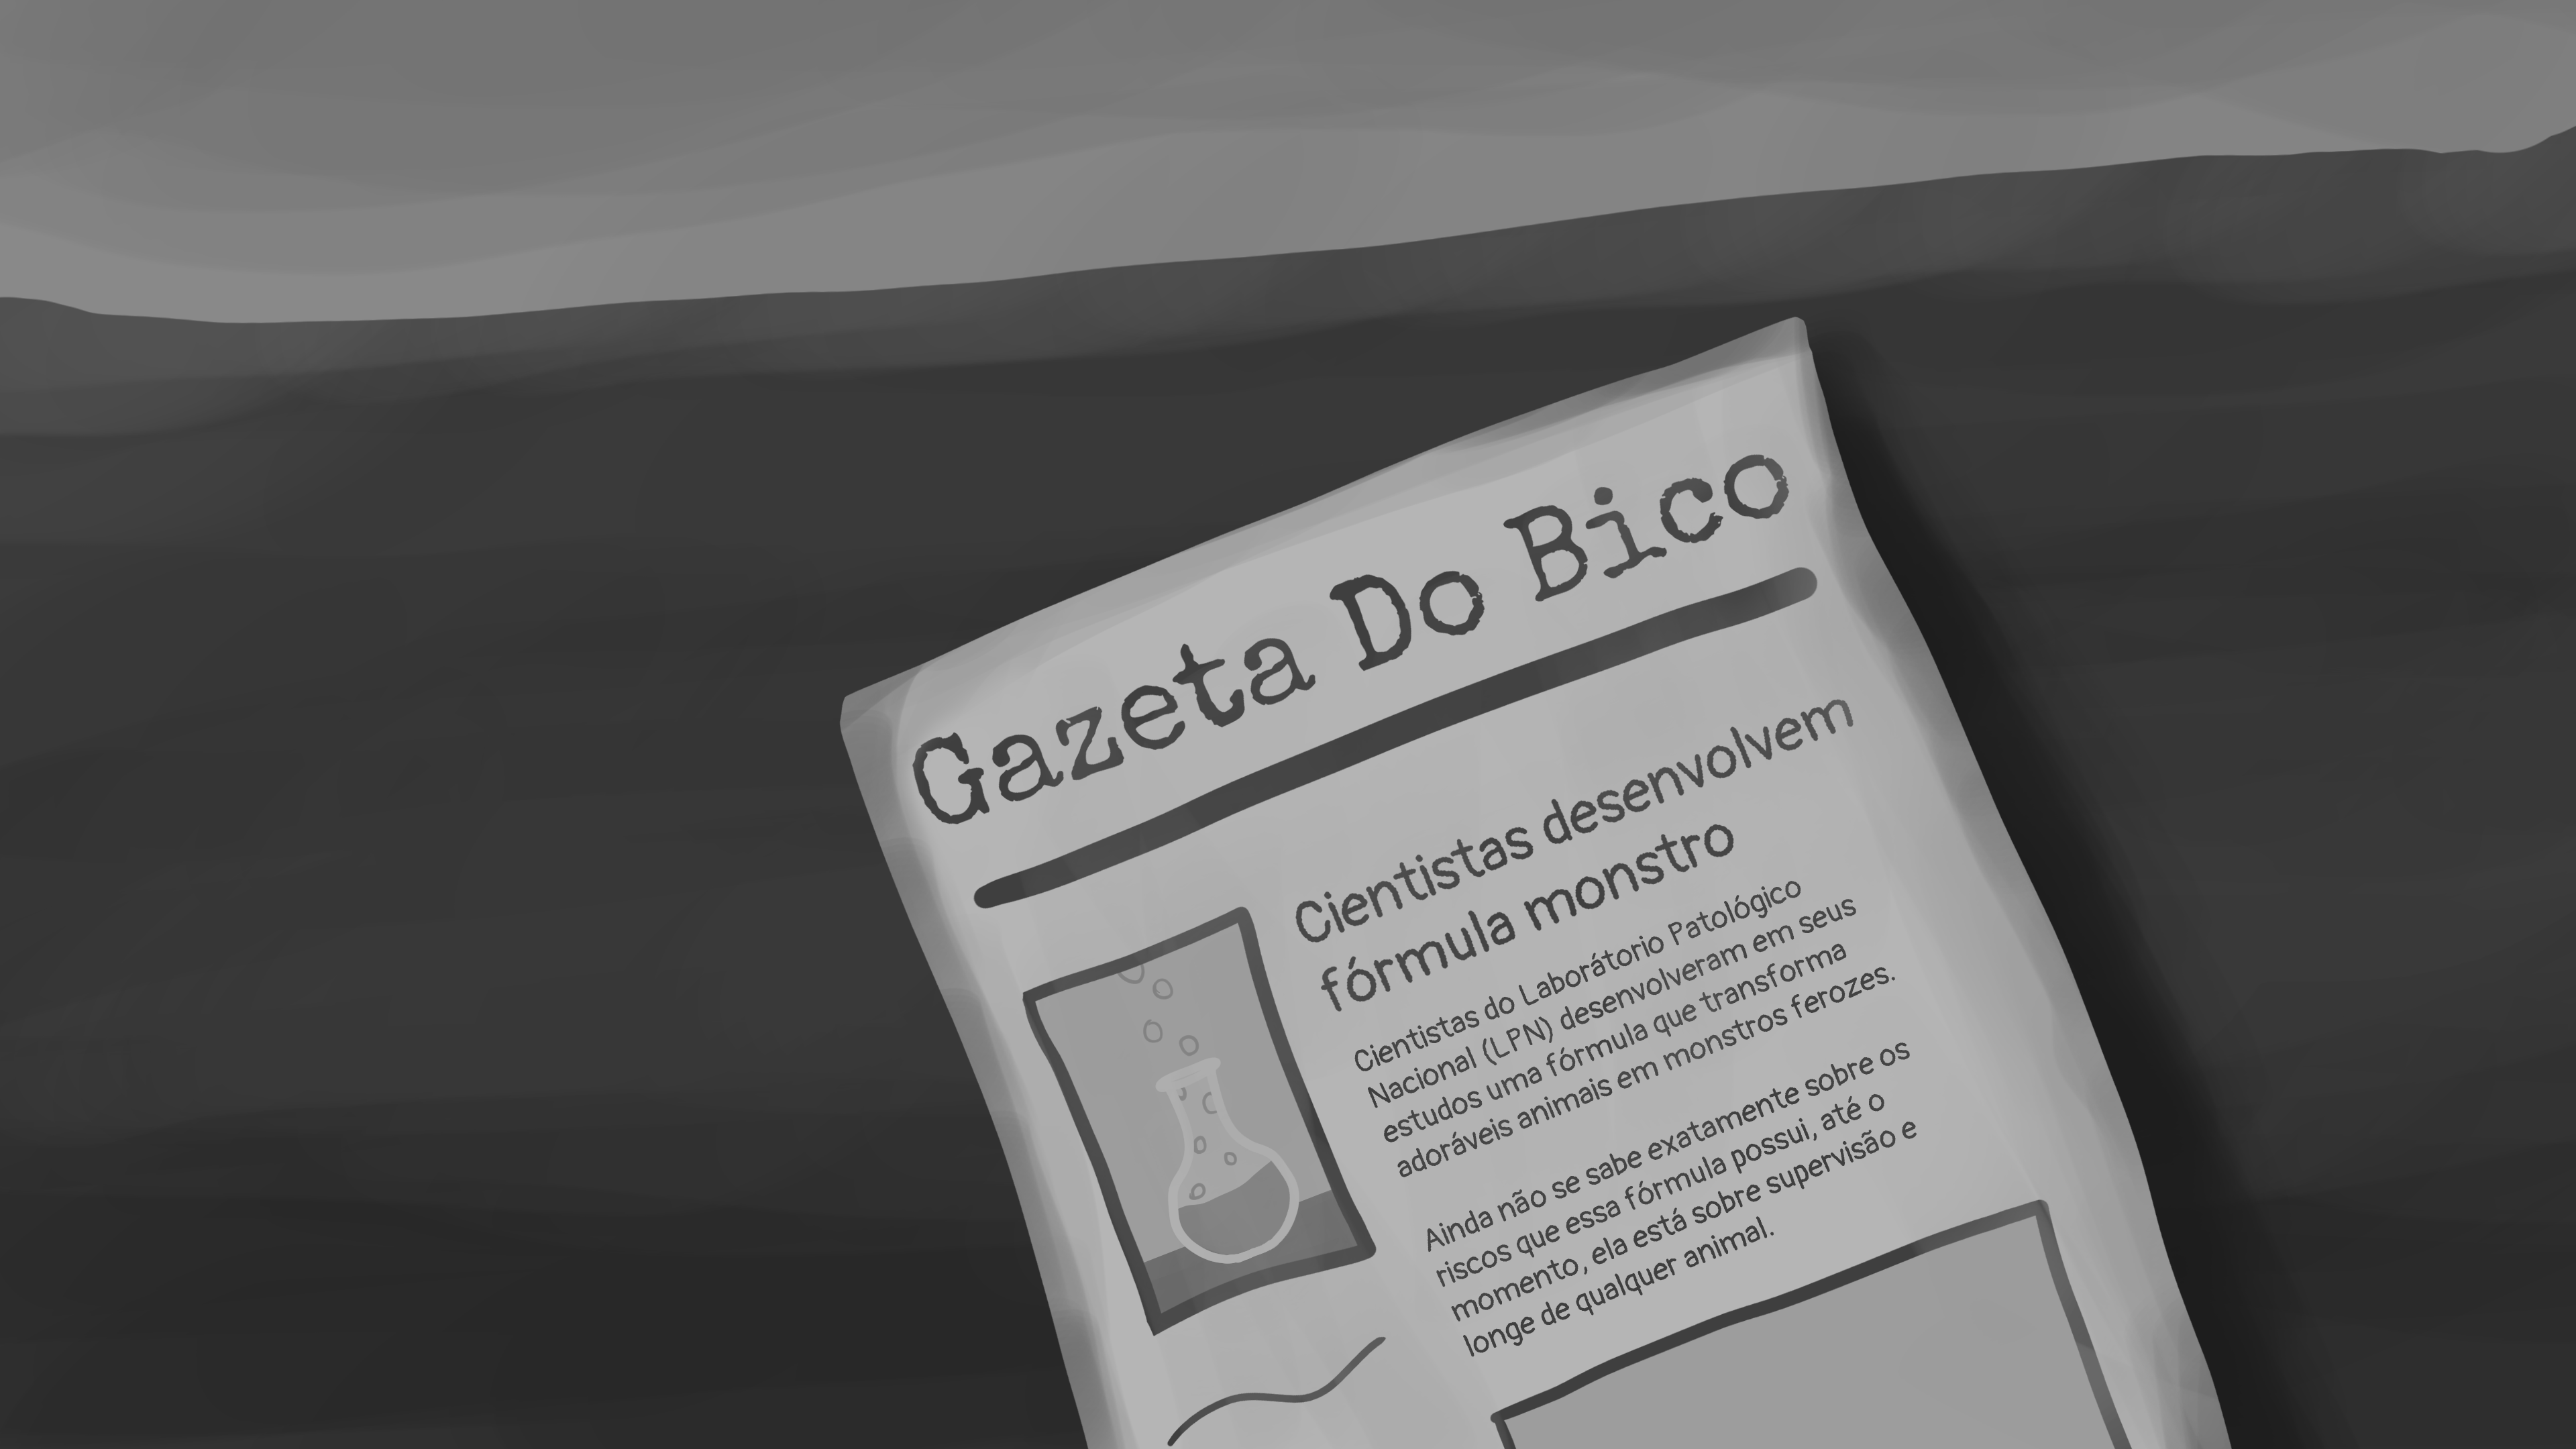 Gazeta Do Bico
Cientistas desenvolvem
fórmula monstro
Cientistas do Laborátorio Patológico
Nacional (LPN) desenvolveram em seus
estudos uma fórmula que transforma
adoráveis animais em monstros ferozes.
Ainda não se sabe exatamente sobre os
riscos que essa fórmula possui, até o
momento, ela está sobre supervisão e
longe de qualquer animal.